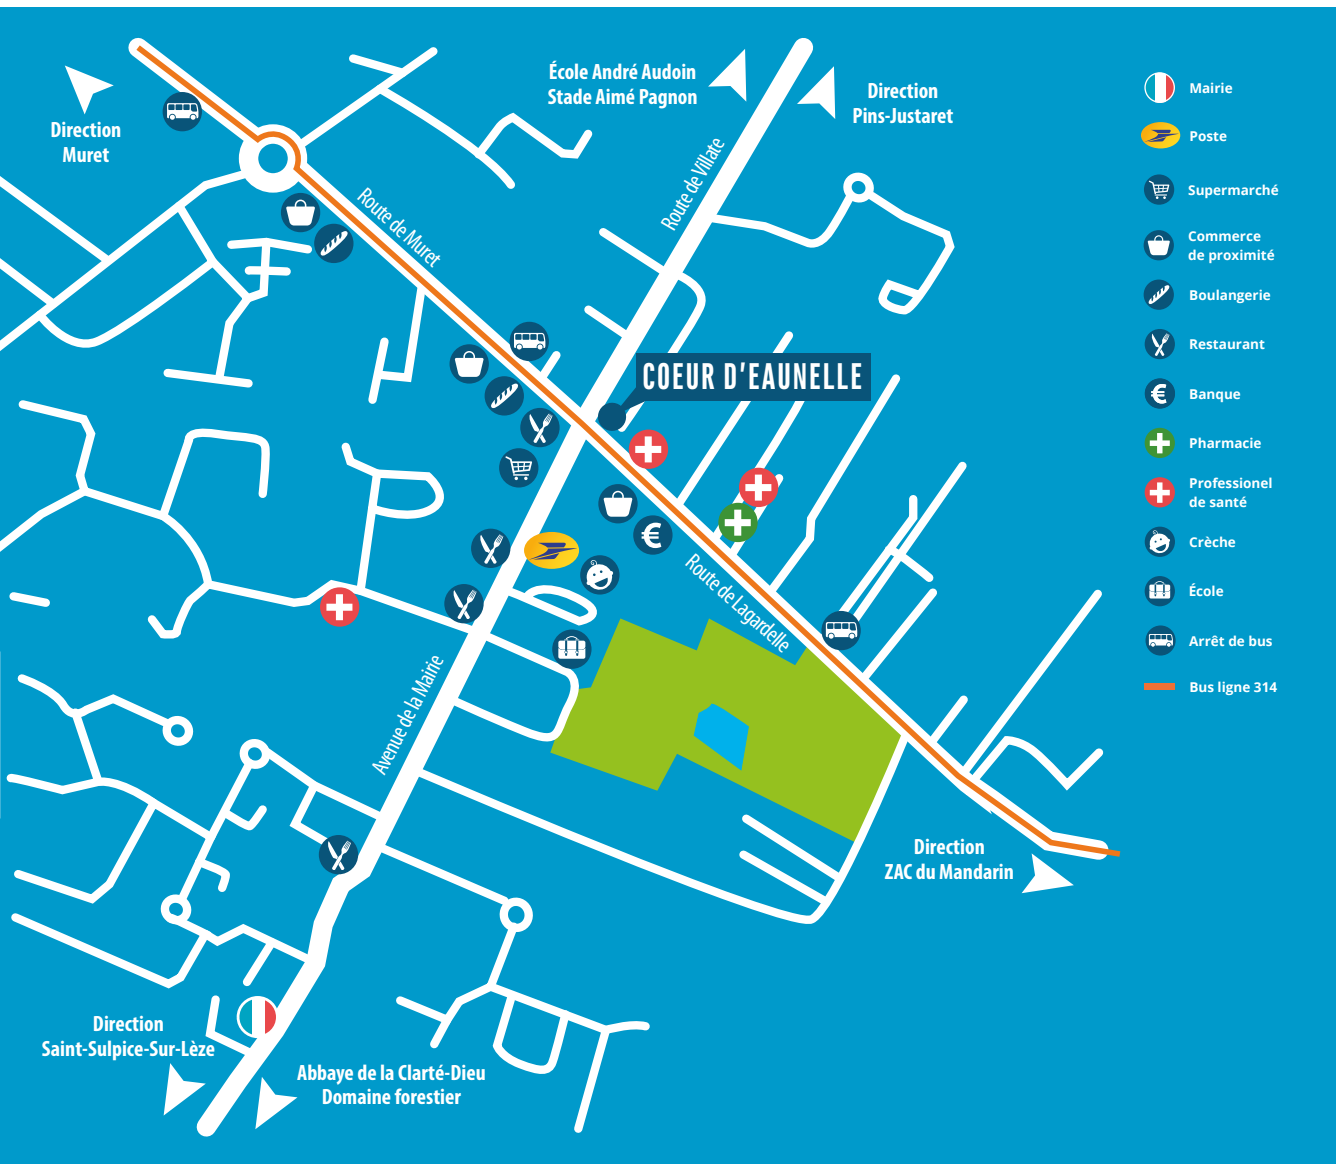 École André Audoin
Stade Aimé Pagnon
Direction
Pins-Justaret
Direction
Muret
Route de Muret
Route de Villate
COEUR D'EAUNELLE
Route de Lagardelle
Avenue de la Mairie
Direction
ZAC du Mandarin
Direction
Saint-Sulpice-Sur-Lèze
Abbaye de la Clarté-Dieu
Domaine forestier
Mairie
Poste
Supermarché
Commerce
de proximité
Boulangerie
Restaurant
Banque
Pharmacie
Professionel
de santé
Crèche
École
Arrêt de bus
Bus ligne 314